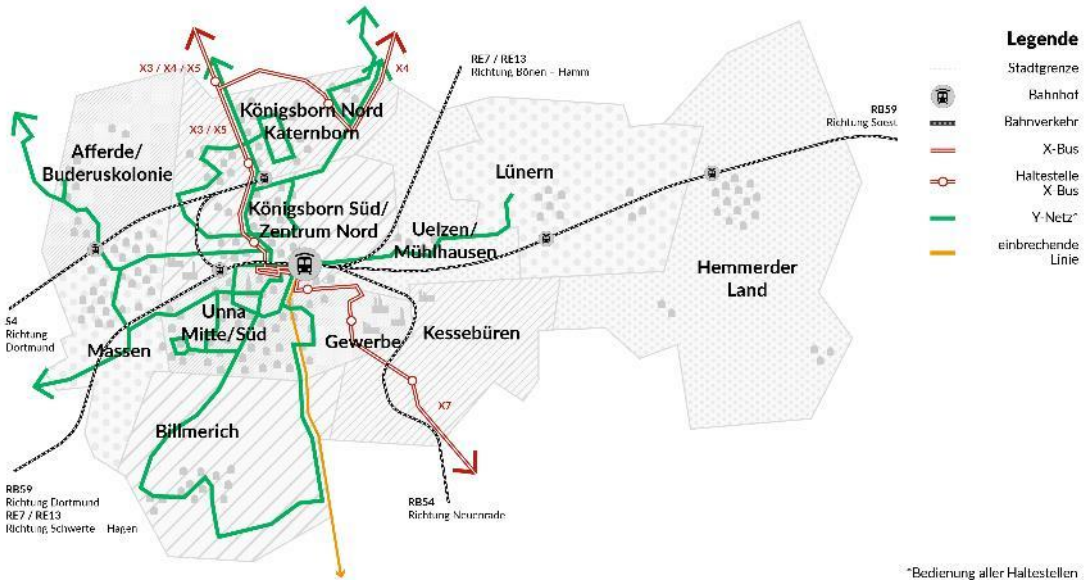 X3 / X4 / X5
X4
RE7 / RE13
Richtung Bönen – Hamm
X3 / X5
Königsborn Nord
Katernborn
RB59
Richtung Soest
Afferde/
Buderuskolonie
Lünern
Königsborn Süd/
Zentrum Nord
Uelzen/
Mühlhausen
Hemmerder
Land
S4
Richtung
Dortmund
Unna
Mitte/Süd
Massen
Gewerbe
Kessebüren
X7
Billmerich
RB59
Richtung Dortmund
RE7 / RE13
Richtung Schwerte – Hagen
RB54
Richtung Neuenrade
Legende
Stadtgrenze
Bahnhof
Bahnverkehr
X-Bus
Haltestelle
X-Bus
Y-Netz*
einbrechende
Linie
*Bedienung aller Haltestellen